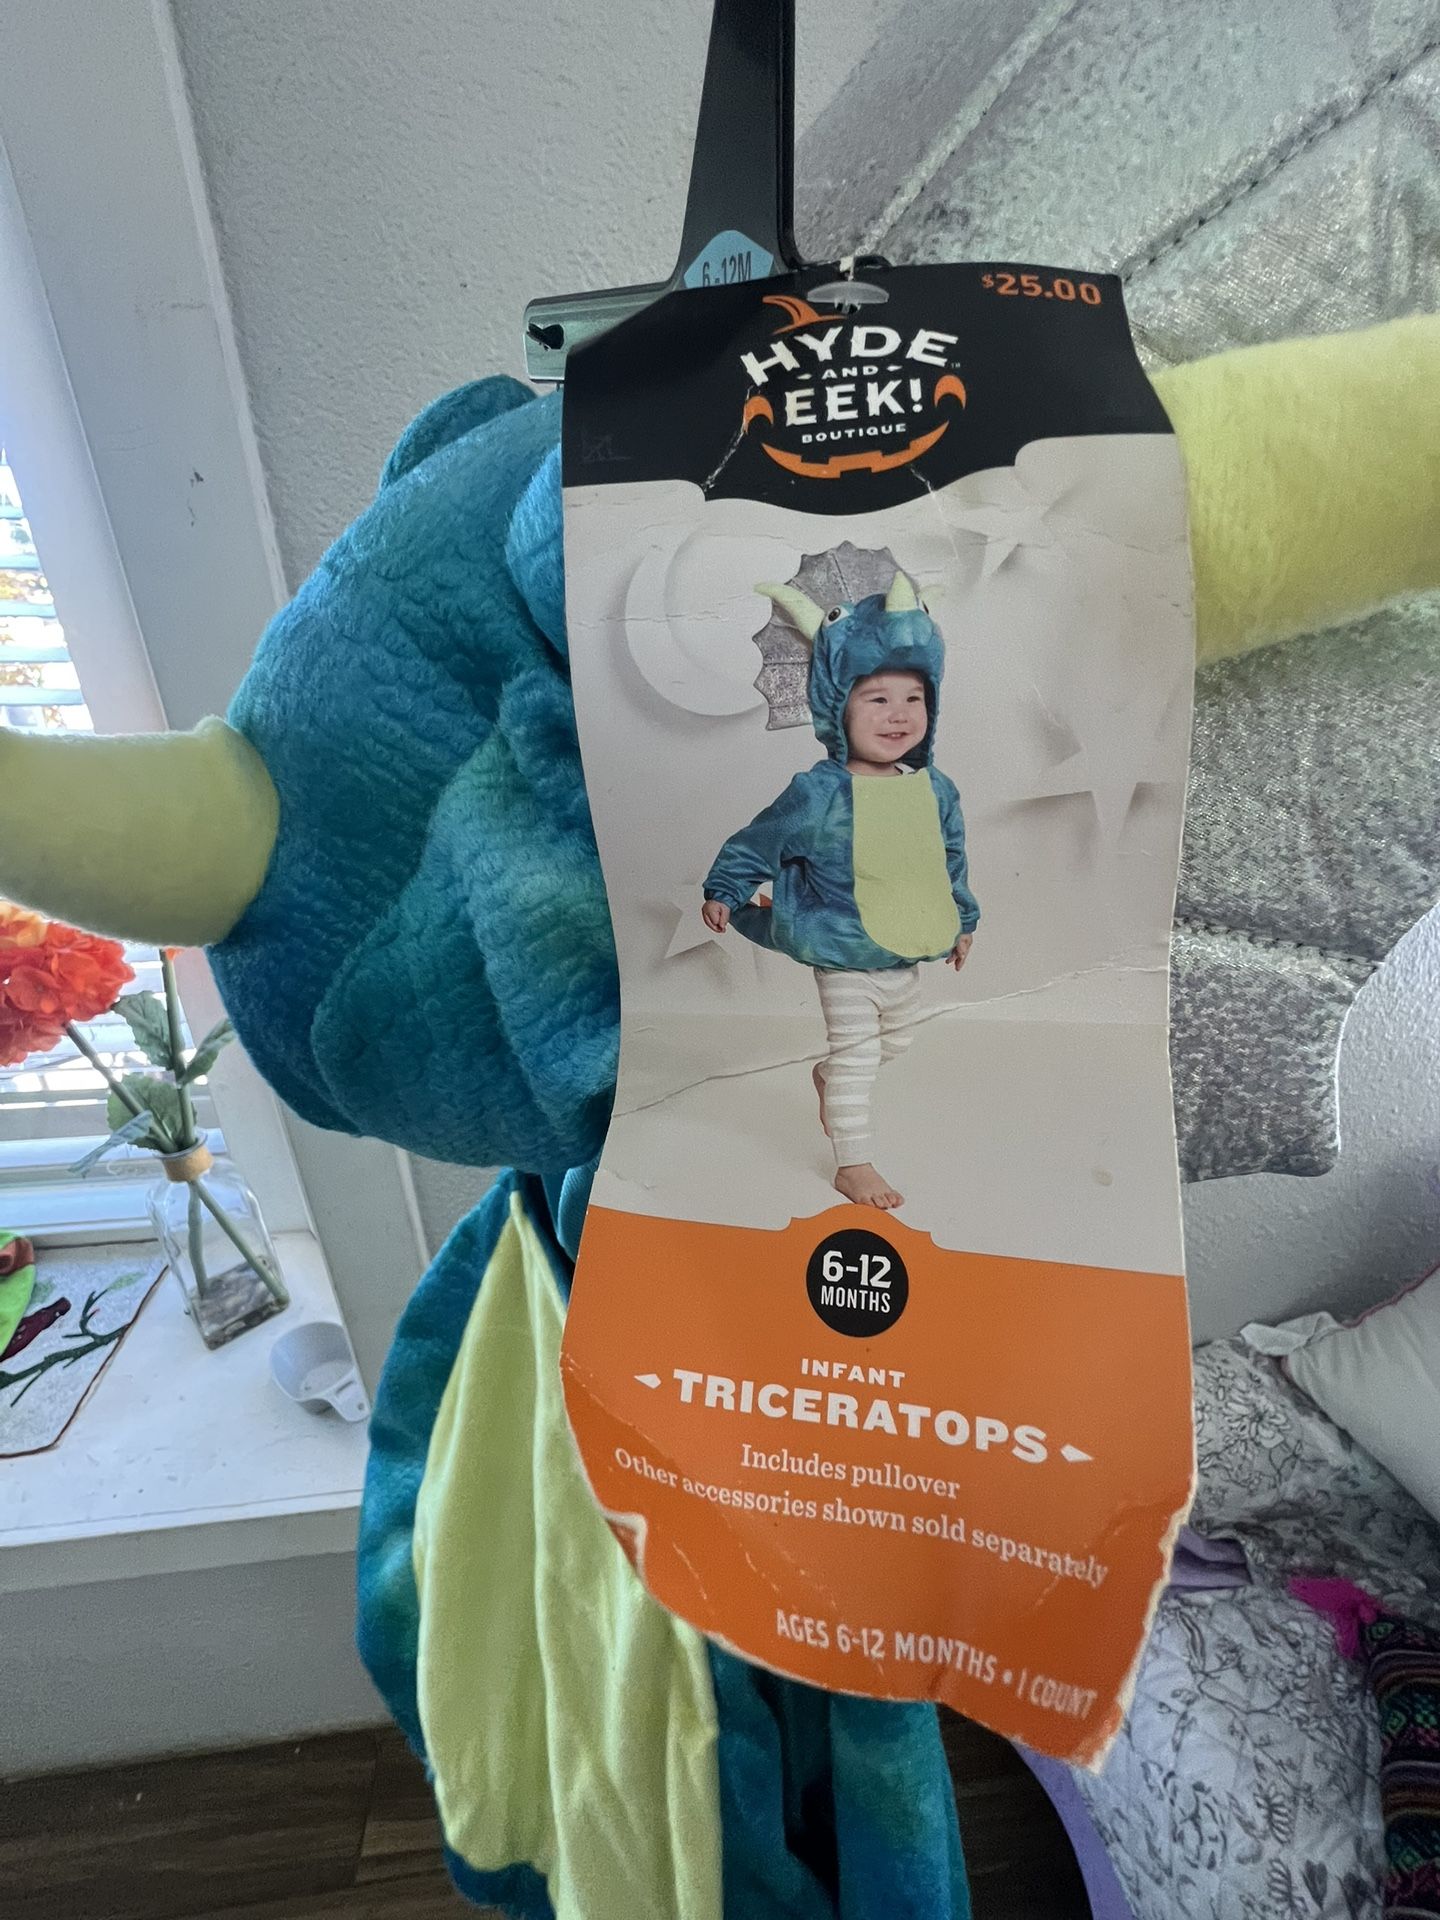 6-12M
$25.00
HYDE
AND
EEK!
BOUTIQUE
6-12
MONTHS
INFANT
TRICERATOPS
Includes pullover
Other accessories shown sold separately
AGES 6-12 MONTHS • 1 COUNT